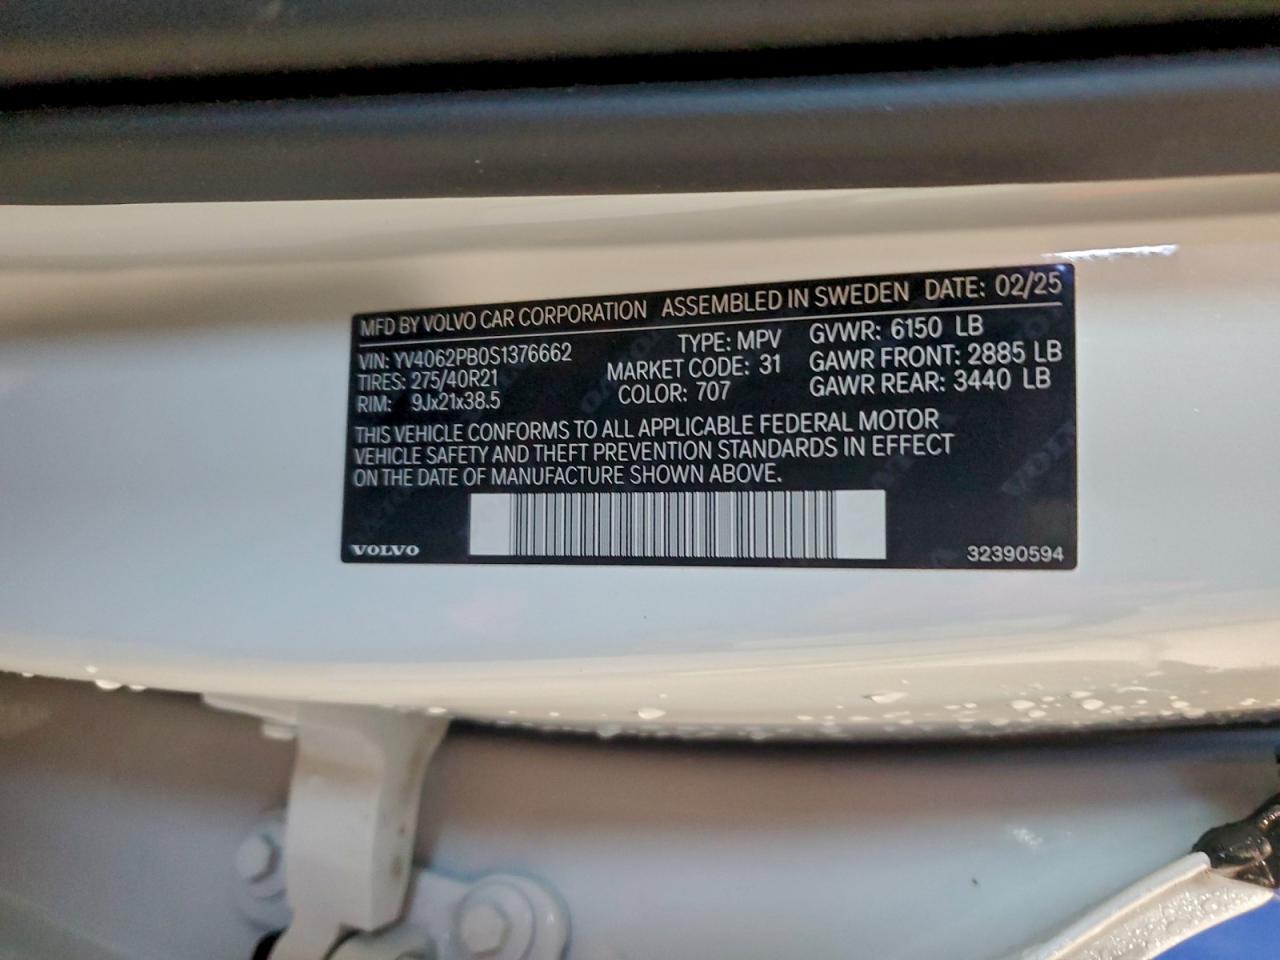 MFD BY VOLVO CAR CORPORATION ASSEMBLED IN SWEDEN DATE: 02/25
VIN: YV4062PB0S1376662 TYPE: MPV GVWR: 6150 LB
TIRES: 275/40R21 MARKET CODE: 31 GAWR FRONT: 2885 LB
RIM: 9Jx21x38.5 COLOR: 707 GAWR REAR: 3440 LB
THIS VEHICLE CONFORMS TO ALL APPLICABLE FEDERAL MOTOR
VEHICLE SAFETY AND THEFT PREVENTION STANDARDS IN EFFECT
ON THE DATE OF MANUFACTURE SHOWN ABOVE.
VOLVO 32390594